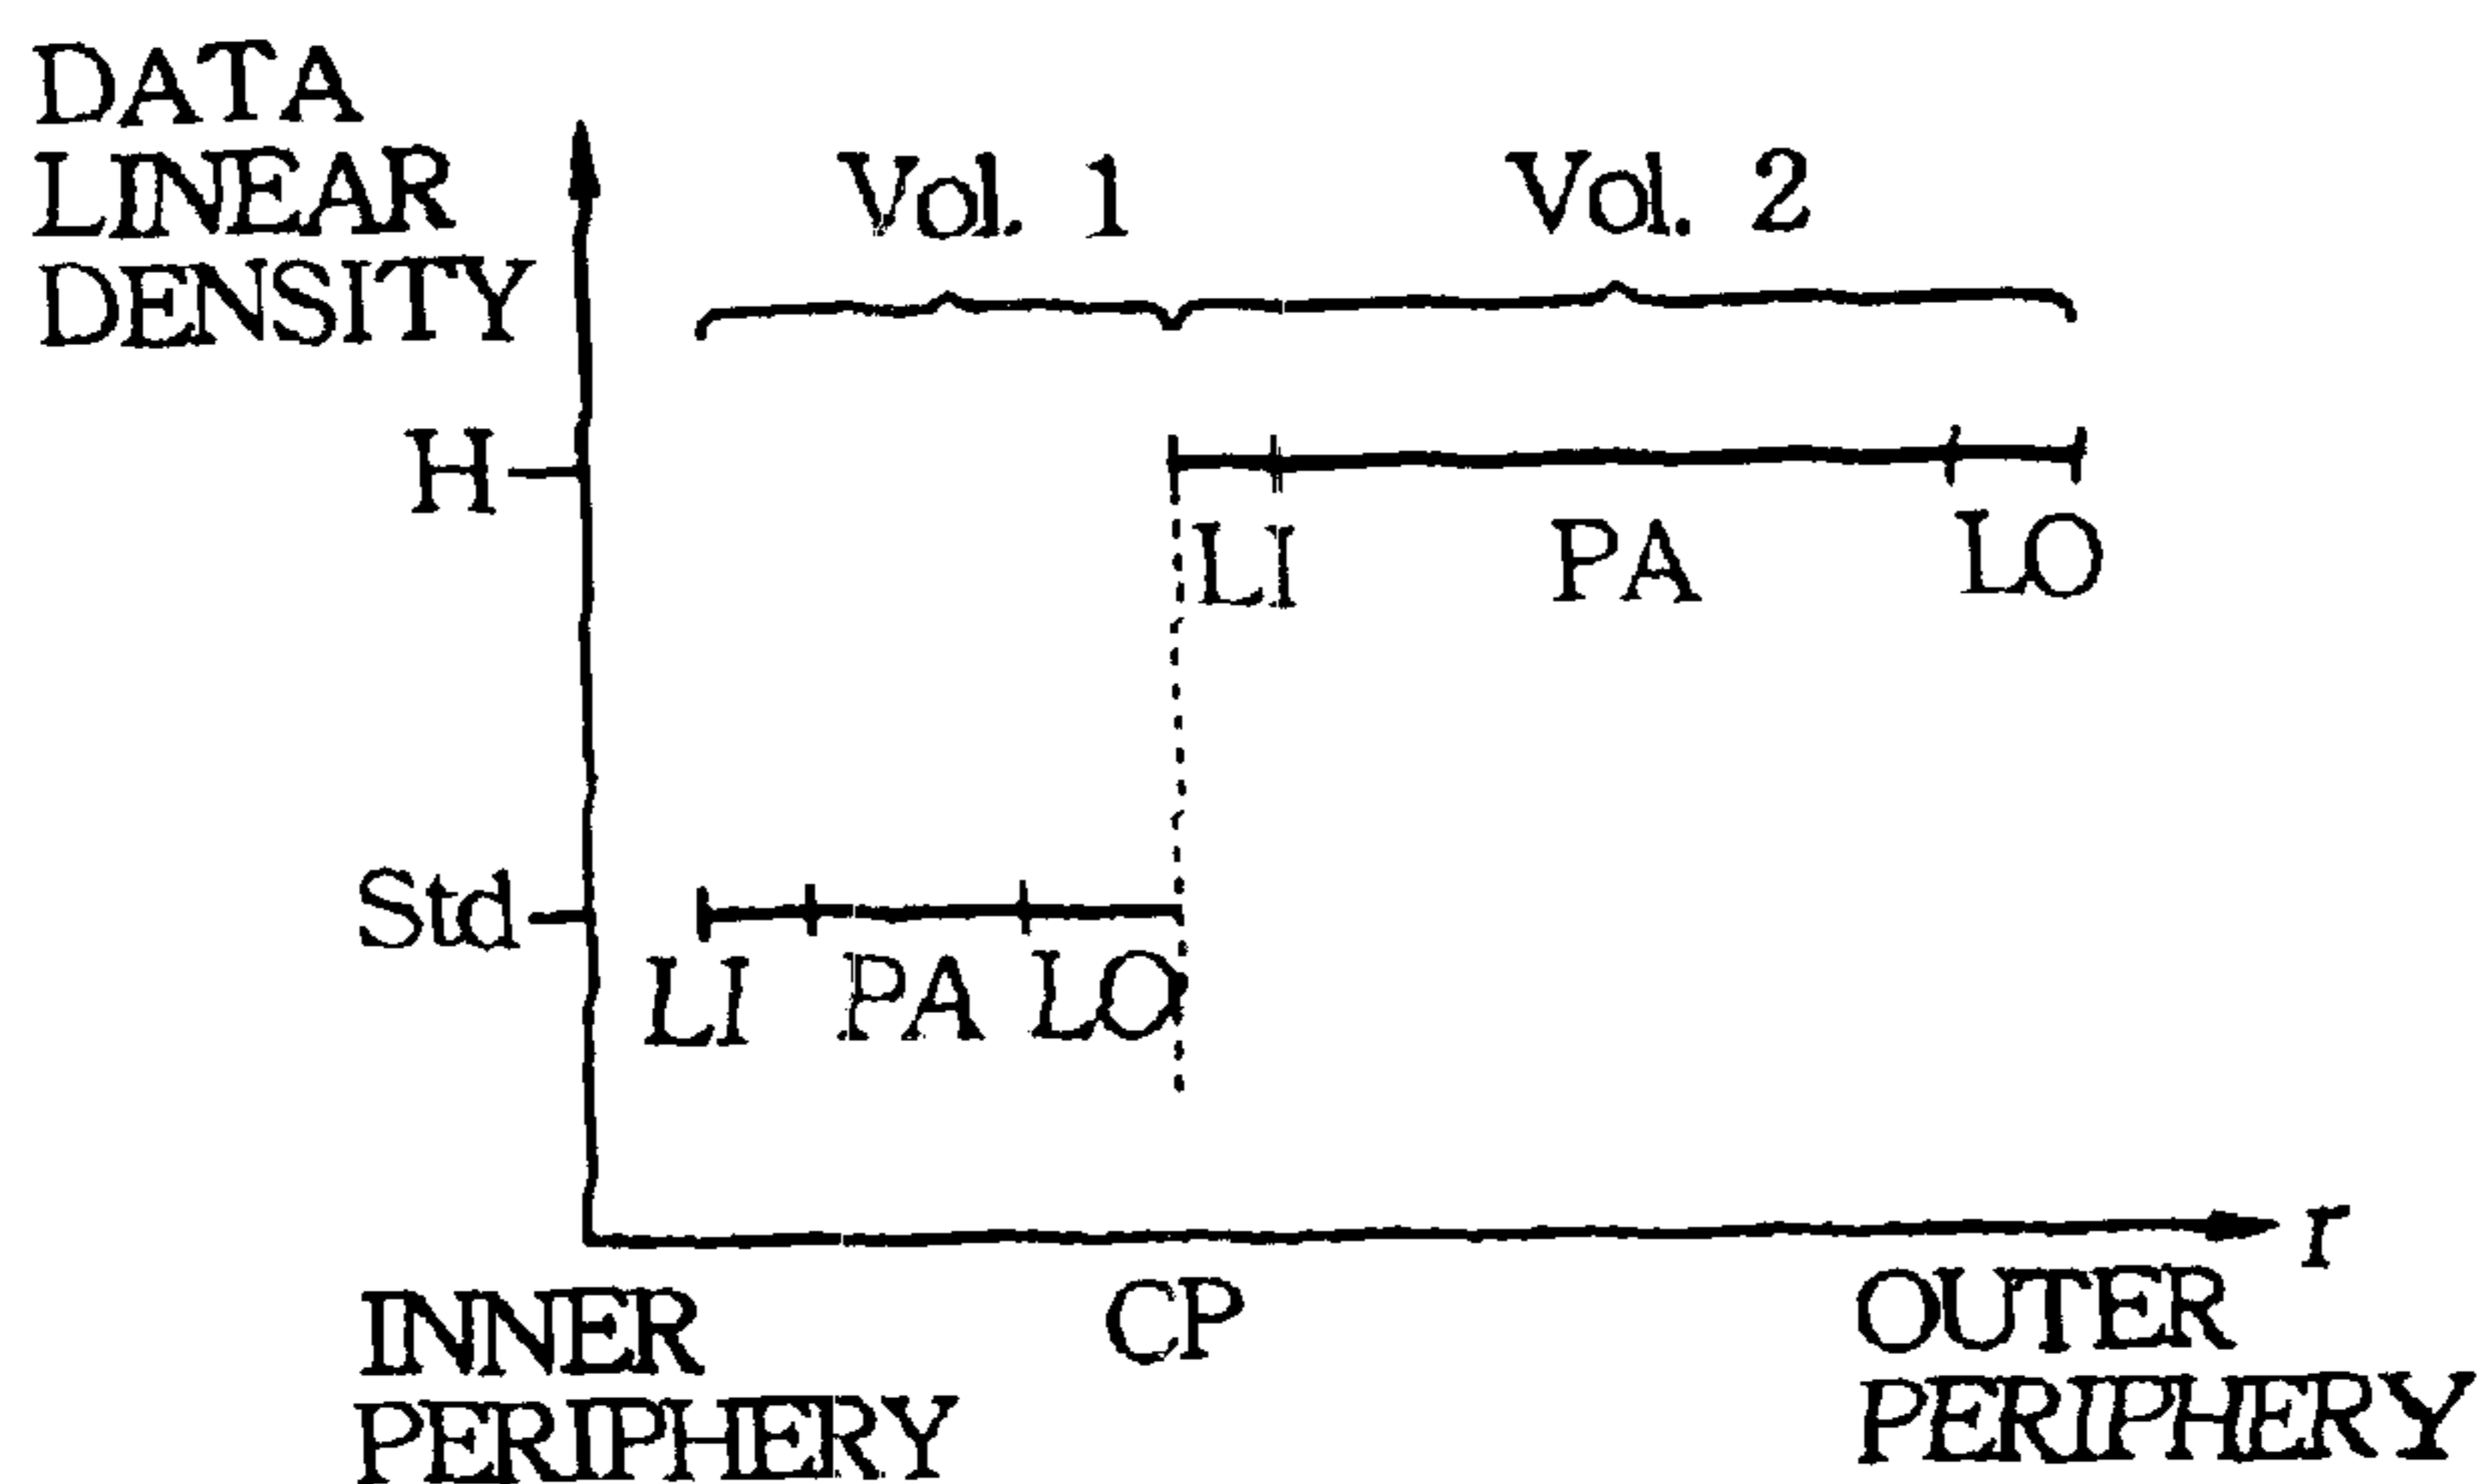 DATA
LINEAR
DENSITY
Vol. 1
Vol. 2
H
LI
PA
LO
Std
LI
PA
LO
r
INNER
PERIPHERY
CP
OUTER
PERIPHERY